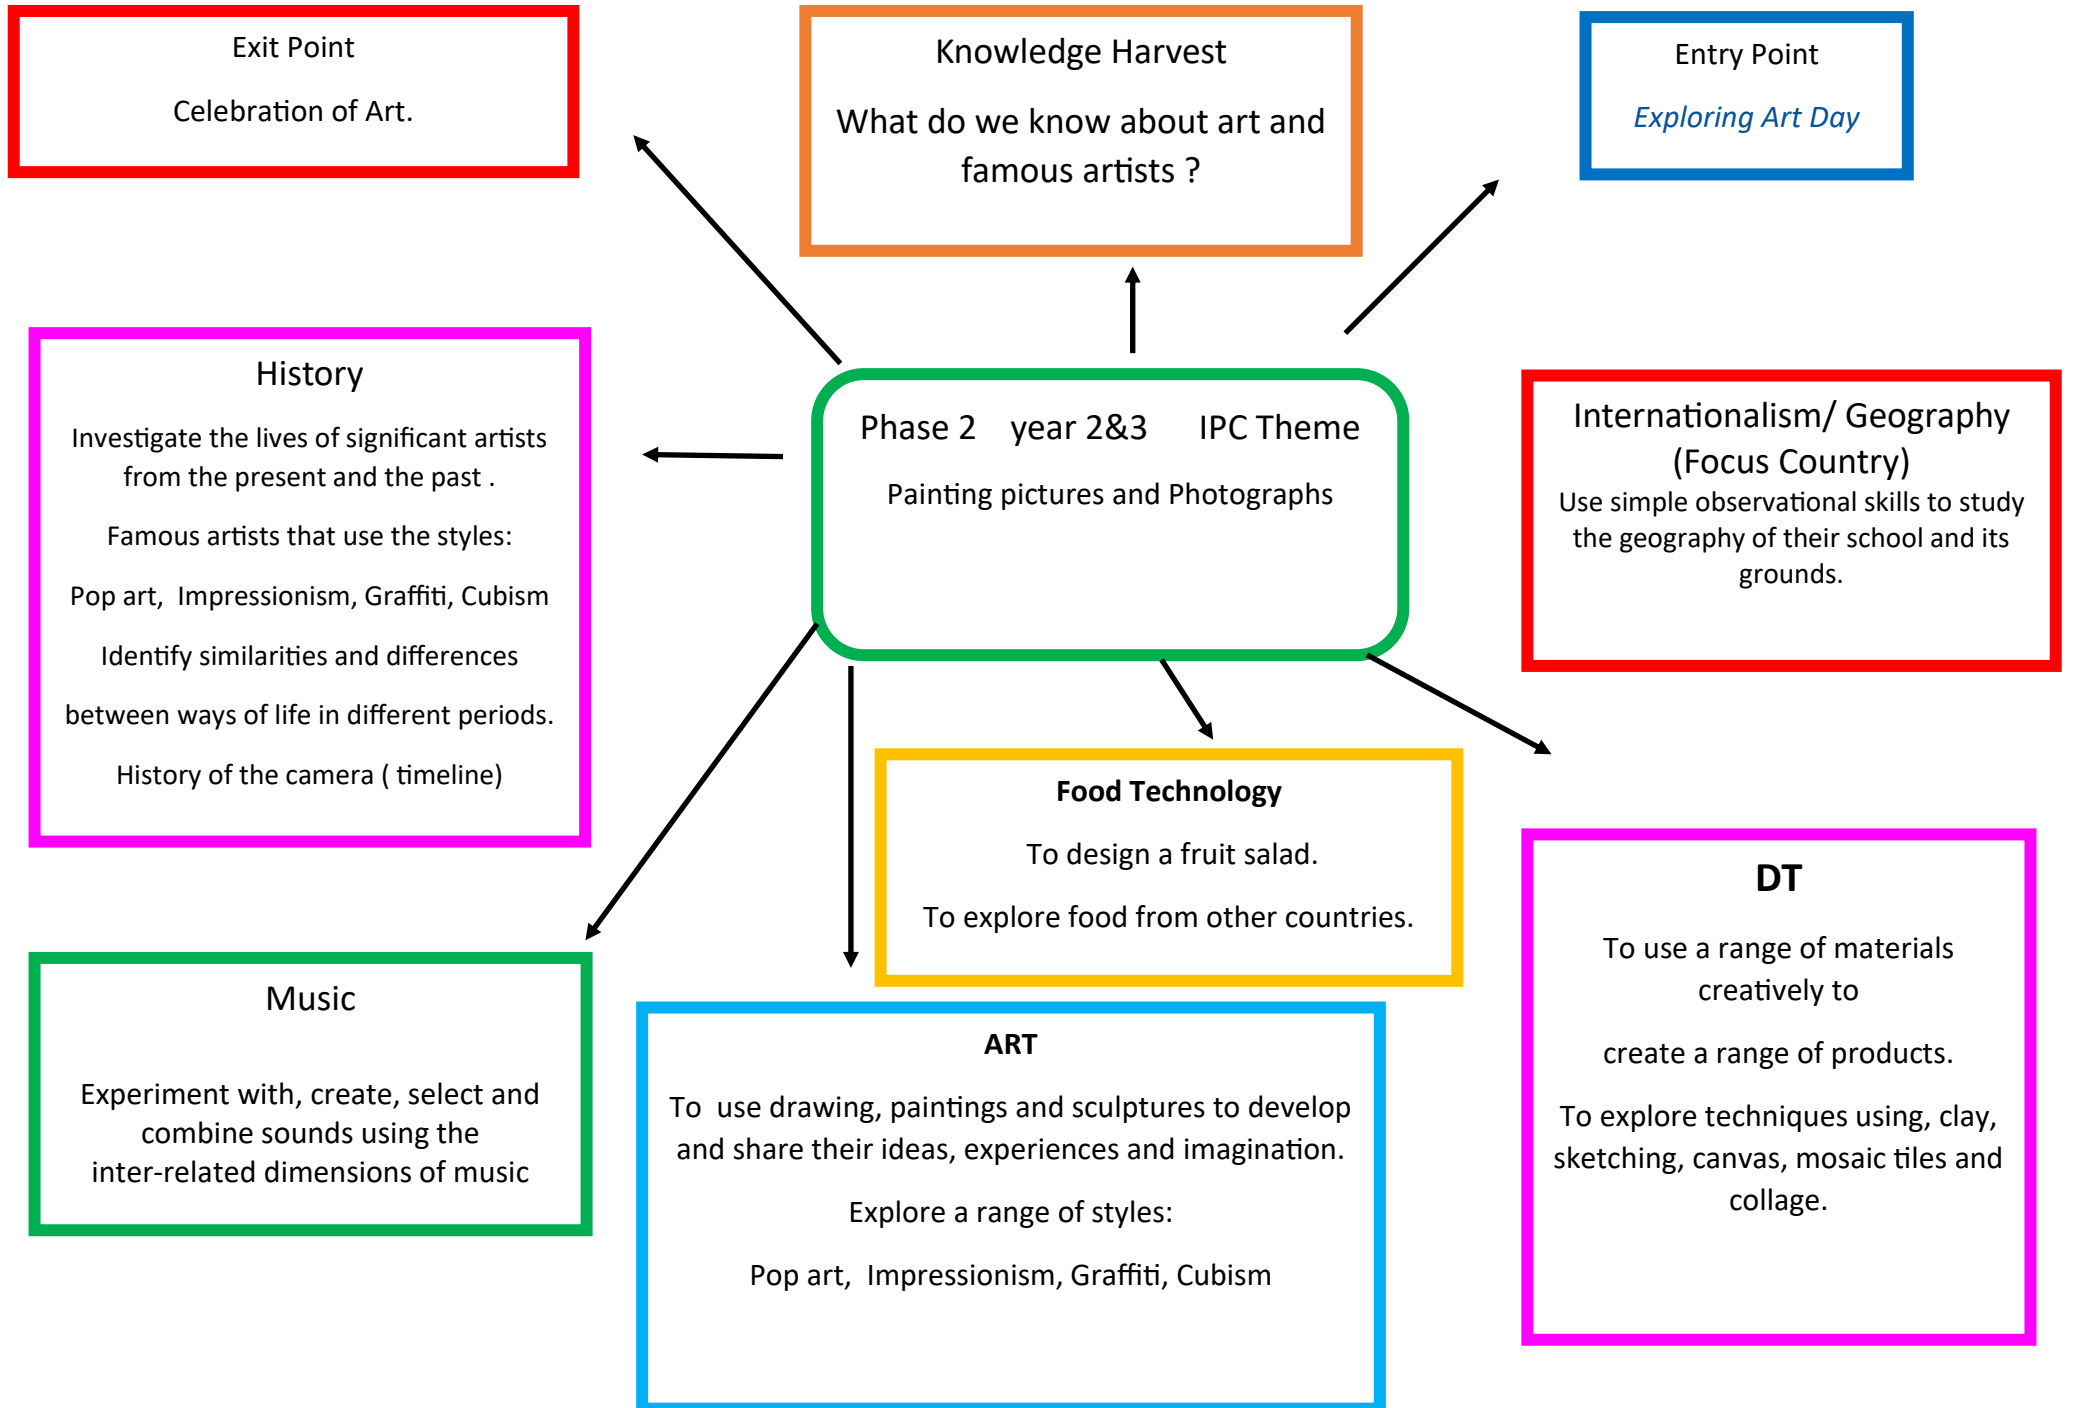 Exit Point
Celebration of Art.
Knowledge Harvest
What do we know about art and
famous artists ?
Entry Point
Exploring Art Day
History
Investigate the lives of significant artists
from the present and the past .
Famous artists that use the styles:
Pop art,  Impressionism, Graffiti, Cubism
Identify similarities and differences
between ways of life in different periods.
History of the camera ( timeline)
Phase 2    year 2&3      IPC Theme
Painting pictures and Photographs
Internationalism/ Geography
(Focus Country)
Use simple observational skills to study
the geography of their school and its
grounds.
Food Technology
To design a fruit salad.
To explore food from other countries.
DT
To use a range of materials
creatively to
create a range of products.
To explore techniques using, clay,
sketching, canvas, mosaic tiles and
collage.
Music
Experiment with, create, select and
combine sounds using the
inter-related dimensions of music
ART
To  use drawing, paintings and sculptures to develop
and share their ideas, experiences and imagination.
Explore a range of styles:
Pop art,  Impressionism, Graffiti, Cubism